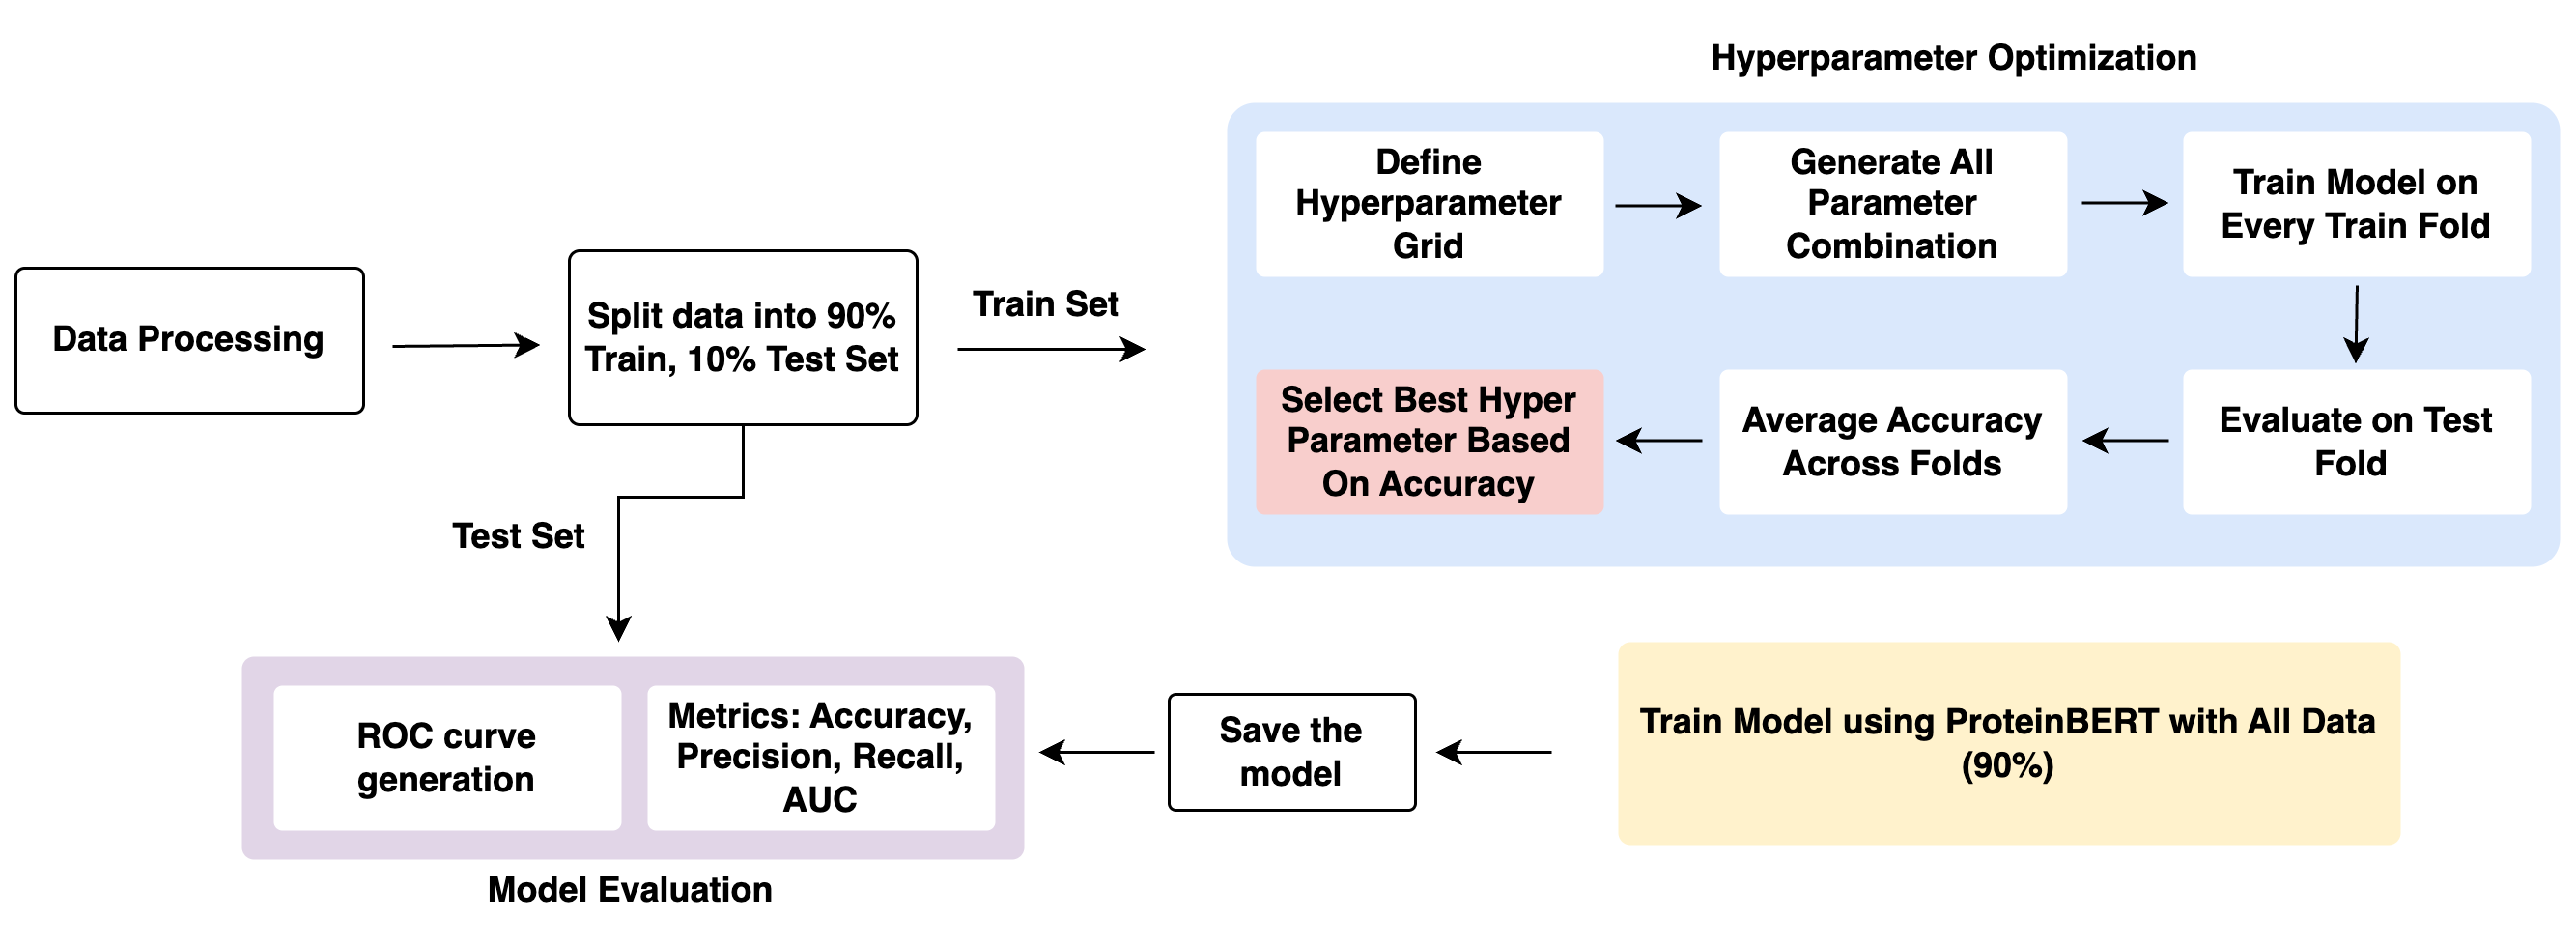 Hyperparameter Optimization
Define
Hyperparameter
Grid
Generate All
Parameter
Combination
Train Model on
Every Train Fold
Data Processing
Split data into 90%
Train, 10% Test Set
Train Set
Select Best Hyper
Parameter Based
On Accuracy
Average Accuracy
Across Folds
Evaluate on Test
Fold
Test Set
ROC curve
generation
Metrics: Accuracy,
Precision, Recall,
AUC
Save the
model
Train Model using ProteinBERT with All Data
(90%)
Model Evaluation